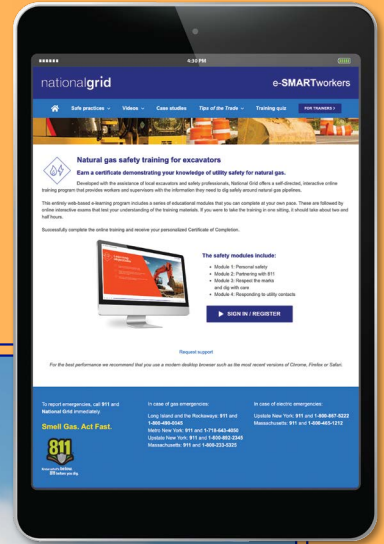 4:30 PM
nationalgrid
e-SMARTworkers
Safe practices
Videos
Case studies
Tips of the Trade
Training quiz
FOR TRAINERS
Natural gas safety training for excavators
Earn a certificate demonstrating your knowledge of utility safety for natural gas.
Developed with the assistance of local excavators and safety professionals, National Grid offers a self-directed, interactive online
training program that provides workers and supervisors with the information they need to dig safely around natural gas pipelines.
This entirely web-based e-learning program includes a series of educational modules that you can complete at your own pace. These are followed by
online interactive exams that test your understanding of the training materials. If you were to take the training in one sitting, it should take about two and
half hours.
Successfully complete the online training and receive your personalized Certificate of Completion.
The safety modules include:
• Module 1: Personal safety
• Module 2: Partnering with 811
• Module 3: Respect the marks
and dig with care
• Module 4: Responding to utility contacts
SIGN IN / REGISTER
Request support
For the best performance we recommend that you use a modern desktop browser such as the most recent versions of Chrome, Firefox or Safari.
To report emergencies, call 911 and
National Grid immediately.
Smell Gas. Act Fast.
811
Know what's below.
811 before you dig.
In case of gas emergencies:
Long Island and the Rockaways: 911 and
1-800-490-0045
Metro New York: 911 and 1-718-643-4050
Upstate New York: 911 and 1-800-892-2345
Massachusetts: 911 and 1-800-233-5325
In case of electric emergencies:
Upstate New York: 911 and 1-800-867-5222
Massachusetts: 911 and 1-800-465-1212